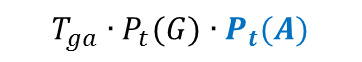 T_{ga} · P_t(G) · P_t(A)